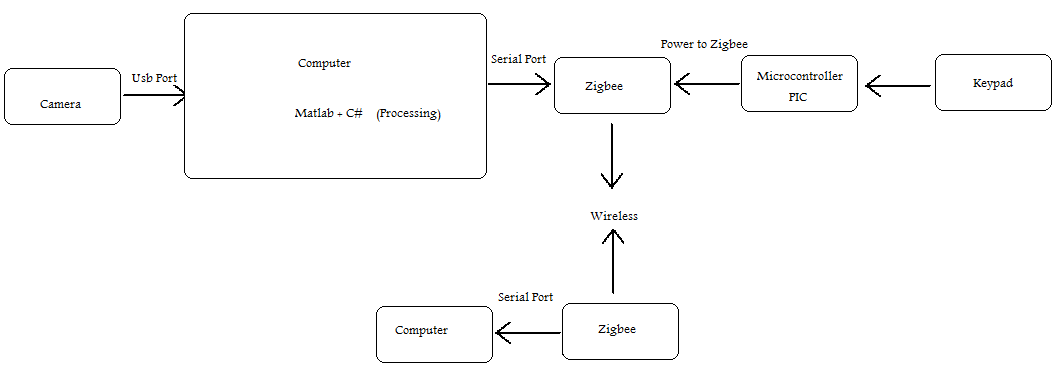 Camera
Usb Port
Computer
Matlab + C# (Processing)
Serial Port
Zigbee
Power to Zigbee
Microcontroller
PIC
Keypad
Wireless
Computer
Serial Port
Zigbee